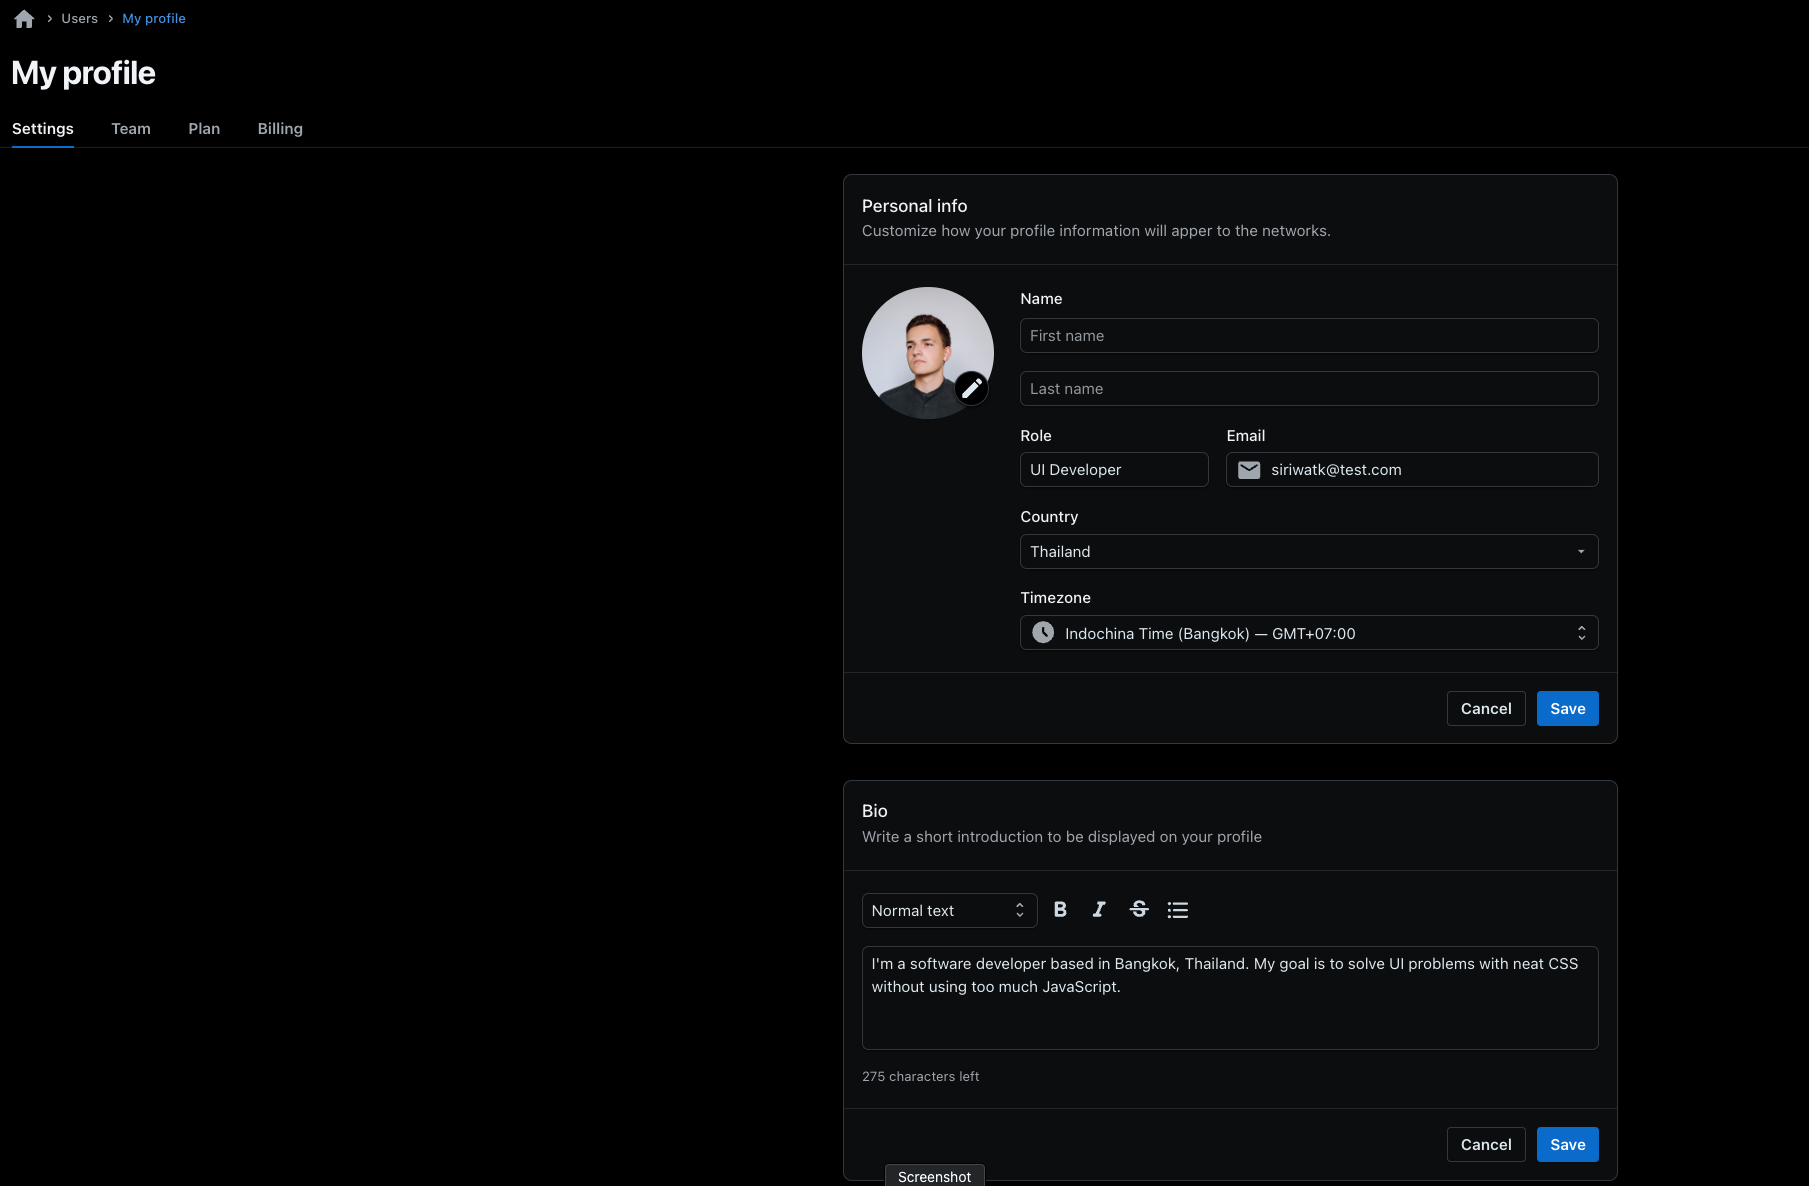 Users
My profile
My profile
Settings
Team
Plan
Billing
Personal info
Customize how your profile information will apper to the networks.
Name
First name
Last name
Role
Email
UI Developer
siriwatk@test.com
Country
Thailand
Timezone
Indochina Time (Bangkok) — GMT+07:00
Cancel
Save
Bio
Write a short introduction to be displayed on your profile
Normal text
I'm a software developer based in Bangkok, Thailand. My goal is to solve UI problems with neat CSS
without using too much JavaScript.
275 characters left
Cancel
Save
Screenshot